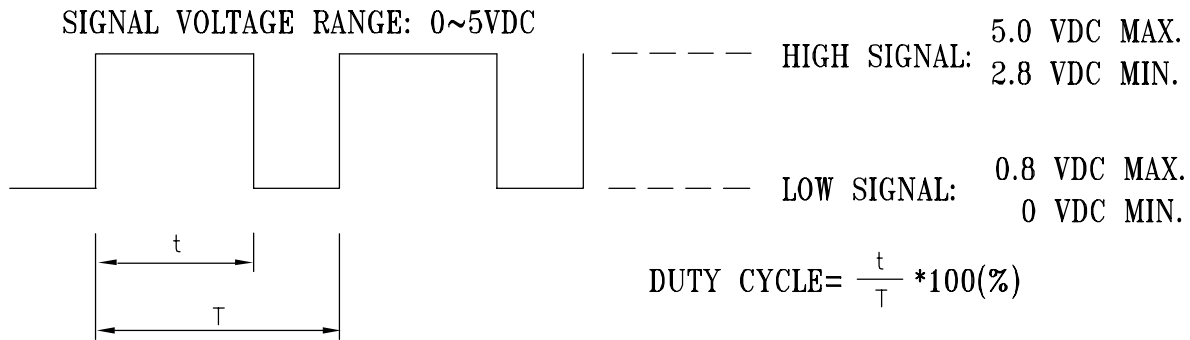 SIGNAL VOLTAGE RANGE: 0~5VDC
HIGH SIGNAL: 5.0 VDC MAX.
2.8 VDC MIN.
LOW SIGNAL: 0.8 VDC MAX.
0 VDC MIN.
t
T
DUTY CYCLE= t/T *100(%)